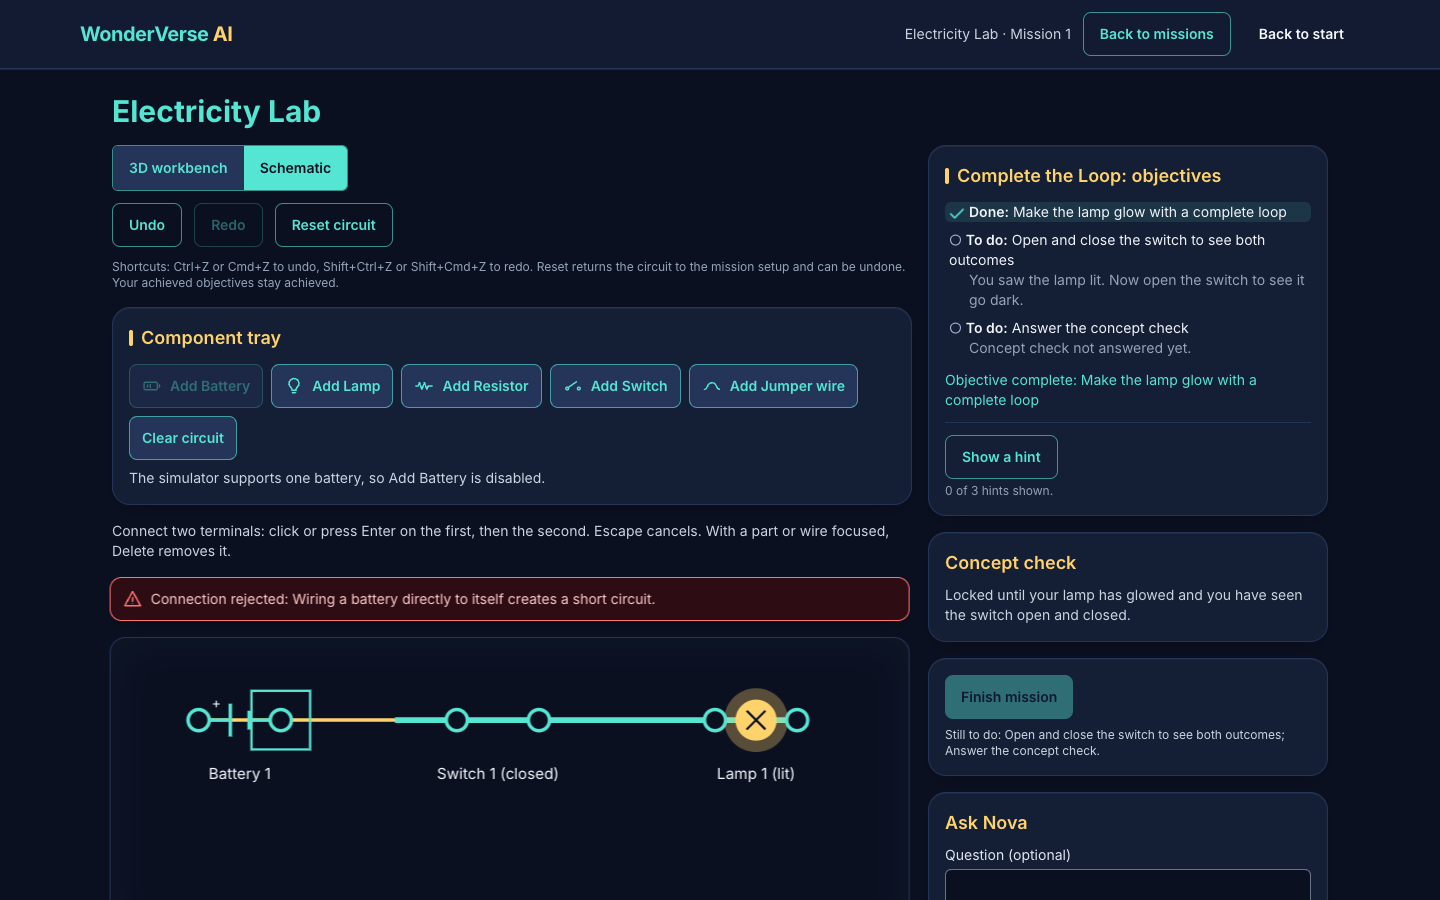 WonderVerse AI
Electricity Lab · Mission 1
Back to missions
Back to start
Electricity Lab
3D workbench
Schematic
Undo
Redo
Reset circuit
Shortcuts: Ctrl+Z or Cmd+Z to undo, Shift+Ctrl+Z or Shift+Cmd+Z to redo. Reset returns the circuit to the mission setup and can be undone.
Your achieved objectives stay achieved.
Component tray
Add Battery
Add Lamp
Add Resistor
Add Switch
Add Jumper wire
Clear circuit
The simulator supports one battery, so Add Battery is disabled.
Connect two terminals: click or press Enter on the first, then the second. Escape cancels. With a part or wire focused,
Delete removes it.
Connection rejected: Wiring a battery directly to itself creates a short circuit.
+
Battery 1
Switch 1 (closed)
Lamp 1 (lit)
Complete the Loop: objectives
Done: Make the lamp glow with a complete loop
To do: Open and close the switch to see both
outcomes
You saw the lamp lit. Now open the switch to see it
go dark.
To do: Answer the concept check
Concept check not answered yet.
Objective complete: Make the lamp glow with a
complete loop
Show a hint
0 of 3 hints shown.
Concept check
Locked until your lamp has glowed and you have seen
the switch open and closed.
Finish mission
Still to do: Open and close the switch to see both outcomes;
Answer the concept check.
Ask Nova
Question (optional)